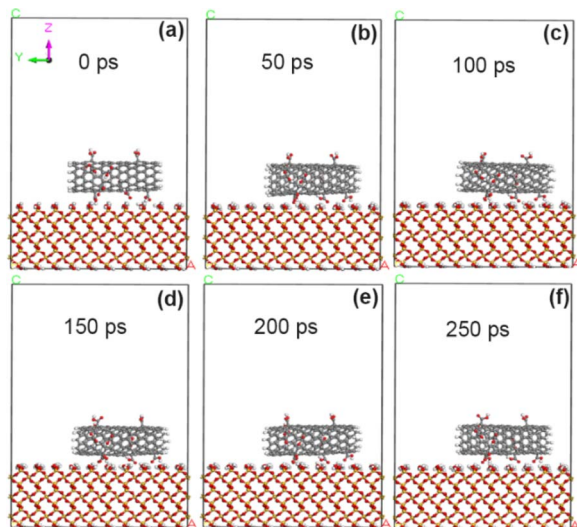 C
Z
Y
(a)
0 ps
A
(b)
50 ps
C
(c)
100 ps
A
C
(d)
150 ps
A
C
(e)
200 ps
A
C
(f)
250 ps
A